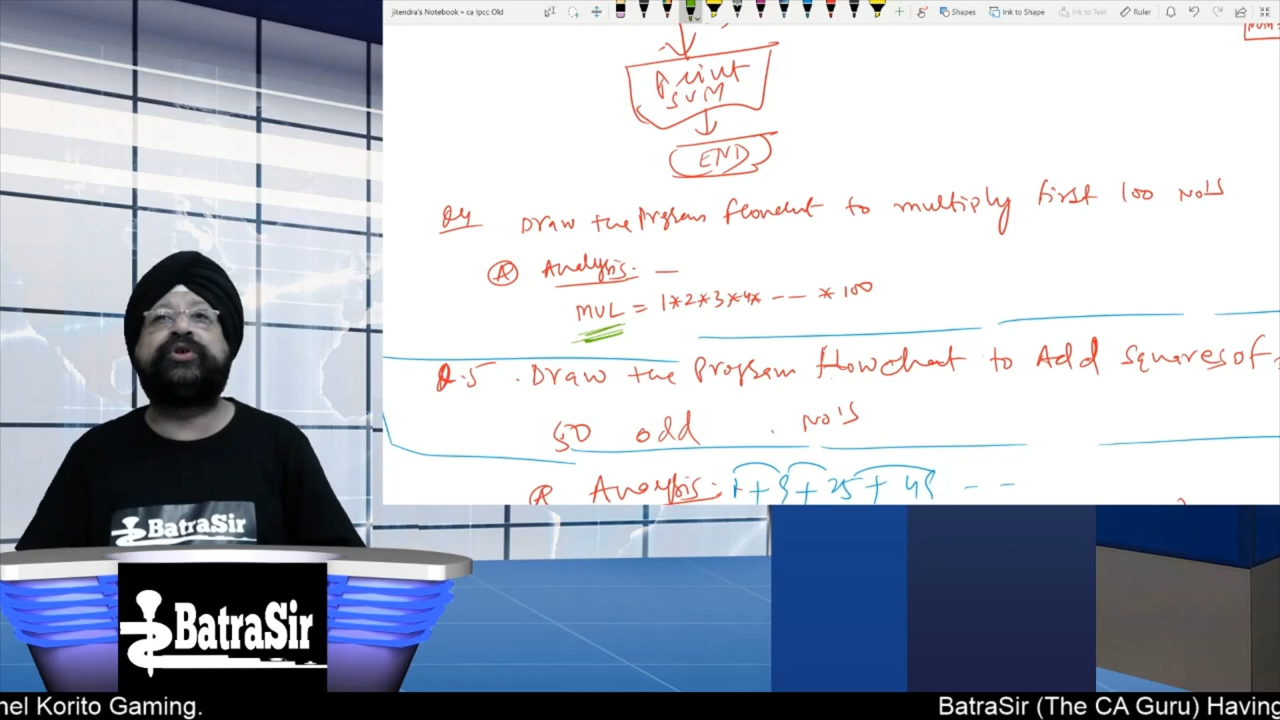 jitendra's Notebook » ca Ipcc Old
Shapes
Ink to Shape
Ink to Text
Ruler
print
SUM
END
Q4 Draw the Program flowchart to multiply first 100 No's
(A) Analysis. —
MUL = 1*2*3*4* -- — *100
Q.5 . Draw the Program flowchart to Add squares of
50 odd . No's
A Analysis: 1+9+25+49 - -
BatraSir
BatraSir
nel Korito Gaming.
BatraSir (The CA Guru) Having